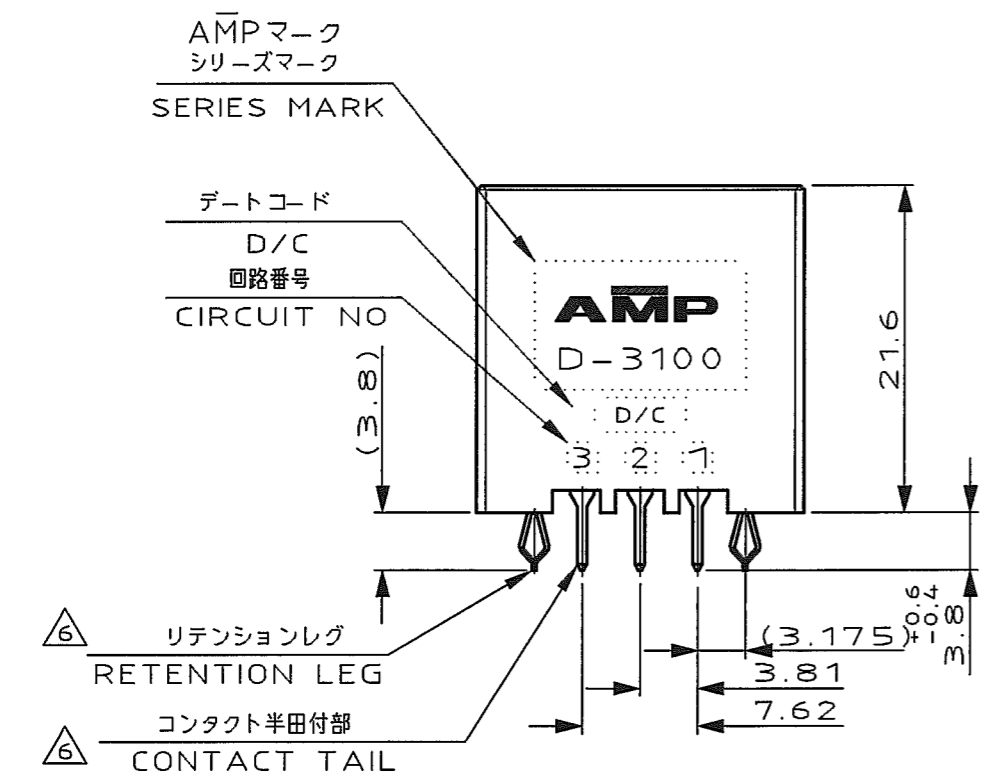 AMPマーク
シリーズマーク
SERIES MARK
デートコード
D/C
回路番号
CIRCUIT NO
(3.8)
AMP
D-3100
D/C
3 2 1
21.6
6
リテンションレグ
RETENTION LEG
6
コンタクト半田付部
CONTACT TAIL
(3.175)
3.8 +0.6 -0.4
3.81
7.62